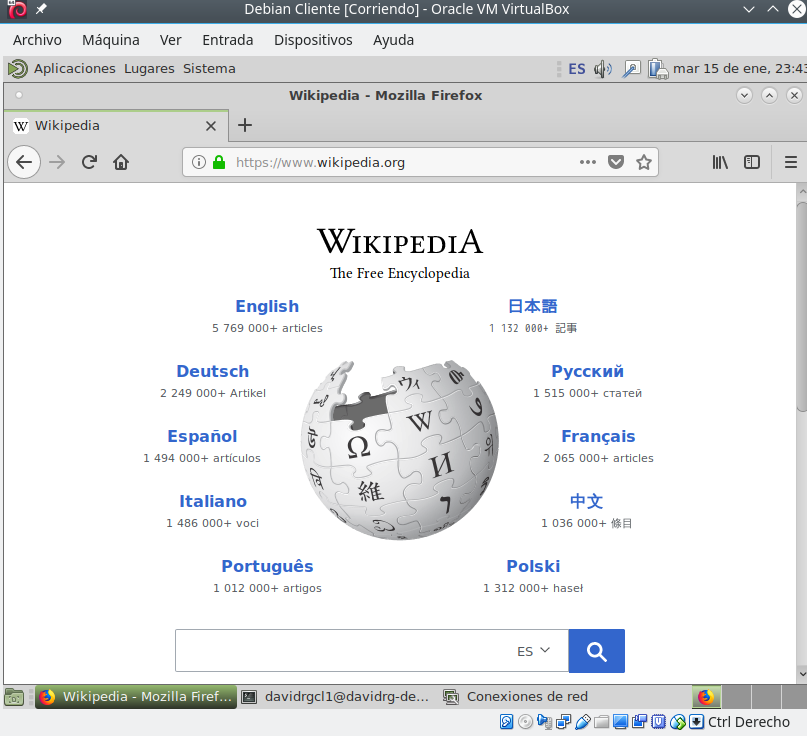 Debian Cliente [Corriendo] - Oracle VM VirtualBox
Archivo Máquina Ver Entrada Dispositivos Ayuda
Aplicaciones Lugares Sistema ES mar 15 de ene, 23:43
Wikipedia - Mozilla Firefox
W Wikipedia
https://www.wikipedia.org
WIKIPEDIA
The Free Encyclopedia
English
5 769 000+ articles
日本語
1 132 000+ 記事
Deutsch
2 249 000+ Artikel
Русский
1 515 000+ статей
Español
1 494 000+ artículos
Français
2 065 000+ articles
Italiano
1 486 000+ voci
中文
1 036 000+ 條目
Português
1 012 000+ artigos
Polski
1 312 000+ haseł
ウィ
W
Ω
И
維
ES
Wikipedia - Mozilla Firef... davidrgcl1@davidrg-de... Conexiones de red
Ctrl Derecho